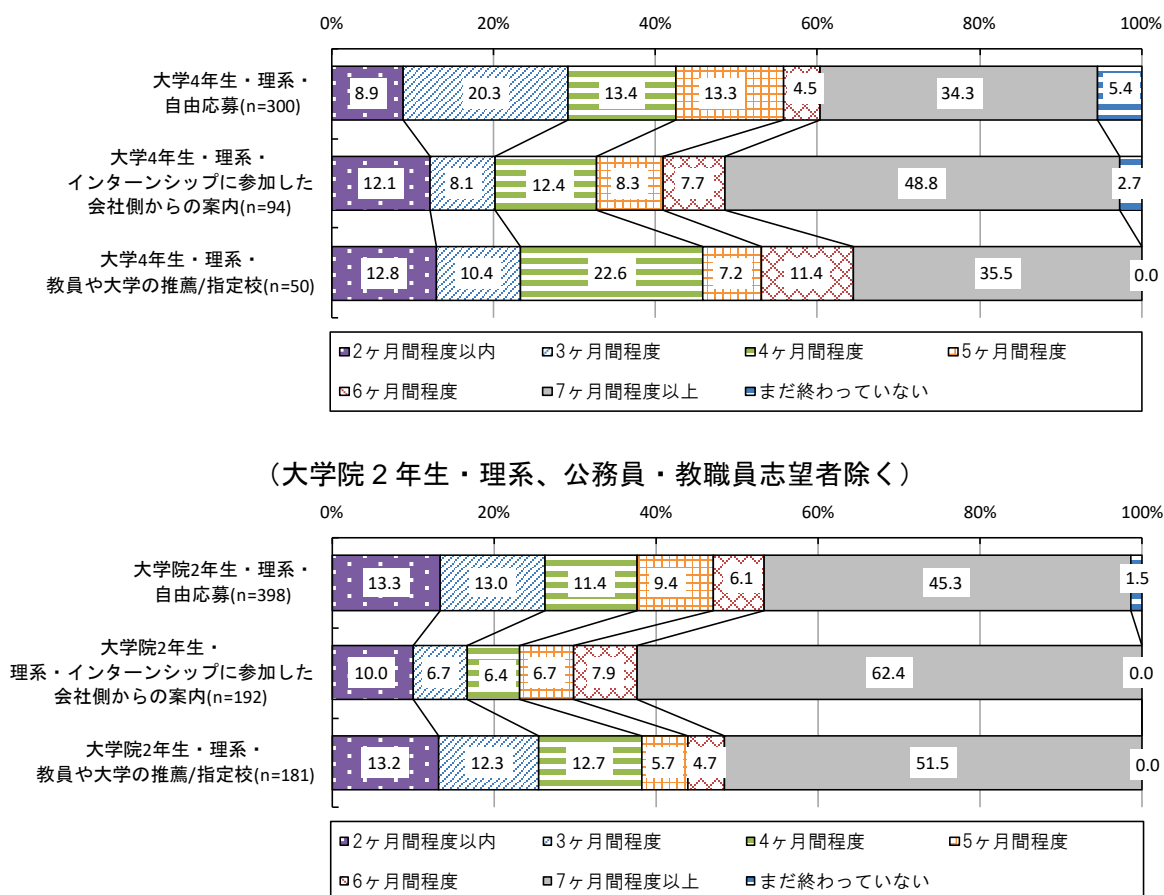 0% 20% 40% 60% 80% 100%
大学4年生・理系・
自由応募(n=300)
8.9 20.3 13.4 13.3 4.5 34.3 5.4
大学4年生・理系・
インターンシップに参加した
会社側からの案内(n=94)
12.1 8.1 12.4 8.3 7.7 48.8 2.7
大学4年生・理系・
教員や大学の推薦/指定校(n=50)
12.8 10.4 22.6 7.2 11.4 35.5 0.0
2ヶ月間程度以内 3ヶ月間程度 4ヶ月間程度 5ヶ月間程度
6ヶ月間程度 7ヶ月間程度以上 まだ終わっていない
（大学院２年生・理系、公務員・教職員志望者除く）
0% 20% 40% 60% 80% 100%
大学院2年生・理系・
自由応募(n=398)
13.3 13.0 11.4 9.4 6.1 45.3 1.5
大学院2年生・
理系・インターンシップに参加した
会社側からの案内(n=192)
10.0 6.7 6.4 6.7 7.9 62.4 0.0
大学院2年生・理系・
教員や大学の推薦/指定校(n=181)
13.2 12.3 12.7 5.7 4.7 51.5 0.0
2ヶ月間程度以内 3ヶ月間程度 4ヶ月間程度 5ヶ月間程度
6ヶ月間程度 7ヶ月間程度以上 まだ終わっていない